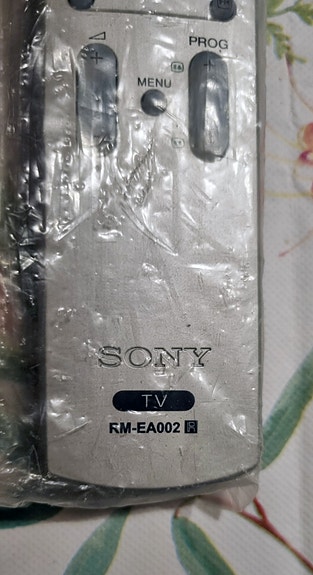 PROG
MENU
SONY
TV
RM-EA002 R